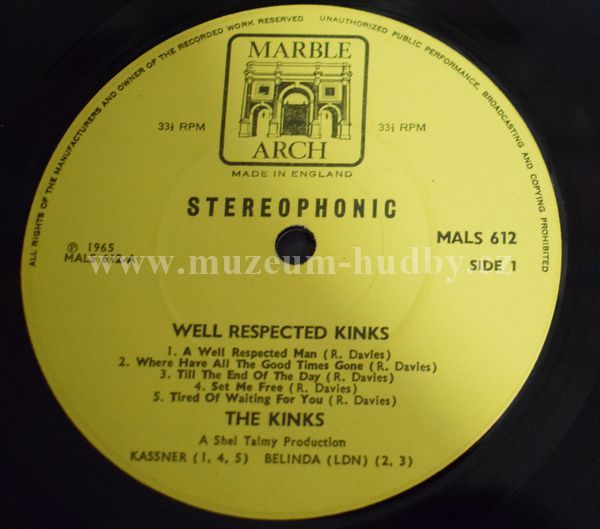 ALL RIGHTS OF THE MANUFACTURERS AND OWNER OF THE RECORDED WORK RESERVED UNAUTHORIZED PUBLIC PERFORMANCE, BROADCASTING AND COPYING PROHIBITED
MARBLE
ARCH
33⅓ RPM 33⅓ RPM
MADE IN ENGLAND
STEREOPHONIC
℗ 1965
MALS 612-A
MALS 612
SIDE 1
www.muzeum-hudby.cz
WELL RESPECTED KINKS
1. A Well Respected Man (R. Davies)
2. Where Have All The Good Times Gone (R. Davies)
3. Till The End Of The Day (R. Davies)
4. Set Me Free (R. Davies)
5. Tired Of Waiting For You (R. Davies)
THE KINKS
A Shel Talmy Production
KASSNER (1, 4, 5) BELINDA (LDN) (2, 3)